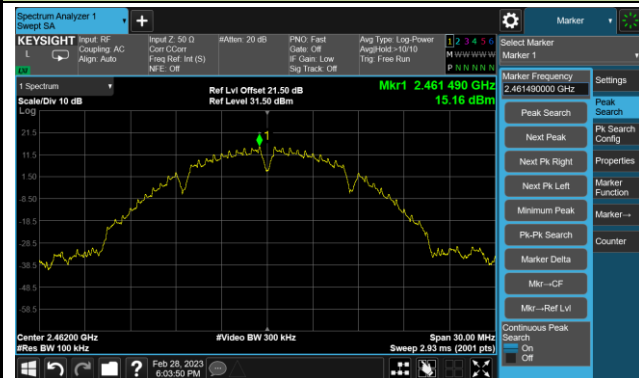 Spectrum Analyzer 1
Swept SA
Marker
KEYSIGHT
L
Input: RF
Coupling: AC
Align: Auto
Input Z: 50 Ω
Corr CCorr
Freq Ref: Int (S)
NFE: Off
#Atten: 20 dB
PNO: Fast
Gate: Off
IF Gain: Low
Sig Track: Off
Avg Type: Log-Power
Avg|Hold:>10/10
Trig: Free Run
1 2 3 4 5 6
M W W W W W
P N N N N N
Select Marker
Marker 1
1 Spectrum
Scale/Div 10 dB
Log
Ref Lvl Offset 21.50 dB
Ref Level 31.50 dBm
Mkr1 2.461 490 GHz
15.16 dBm
21.5
11.5
1.50
-8.50
-18.5
-28.5
-38.5
-48.5
-58.5
1
Center 2.46200 GHz
#Res BW 100 kHz
#Video BW 300 kHz
Span 30.00 MHz
Sweep 2.93 ms (2001 pts)
Marker Frequency
2.461490000 GHz
Peak Search
Next Peak
Next Pk Right
Next Pk Left
Minimum Peak
Pk-Pk Search
Marker Delta
Mkr→CF
Mkr→Ref Lvl
Continuous Peak
Search
On
Off
Settings
Peak
Search
Pk Search
Config
Properties
Marker
Function
Marker→
Counter
Feb 28, 2023
6:03:50 PM